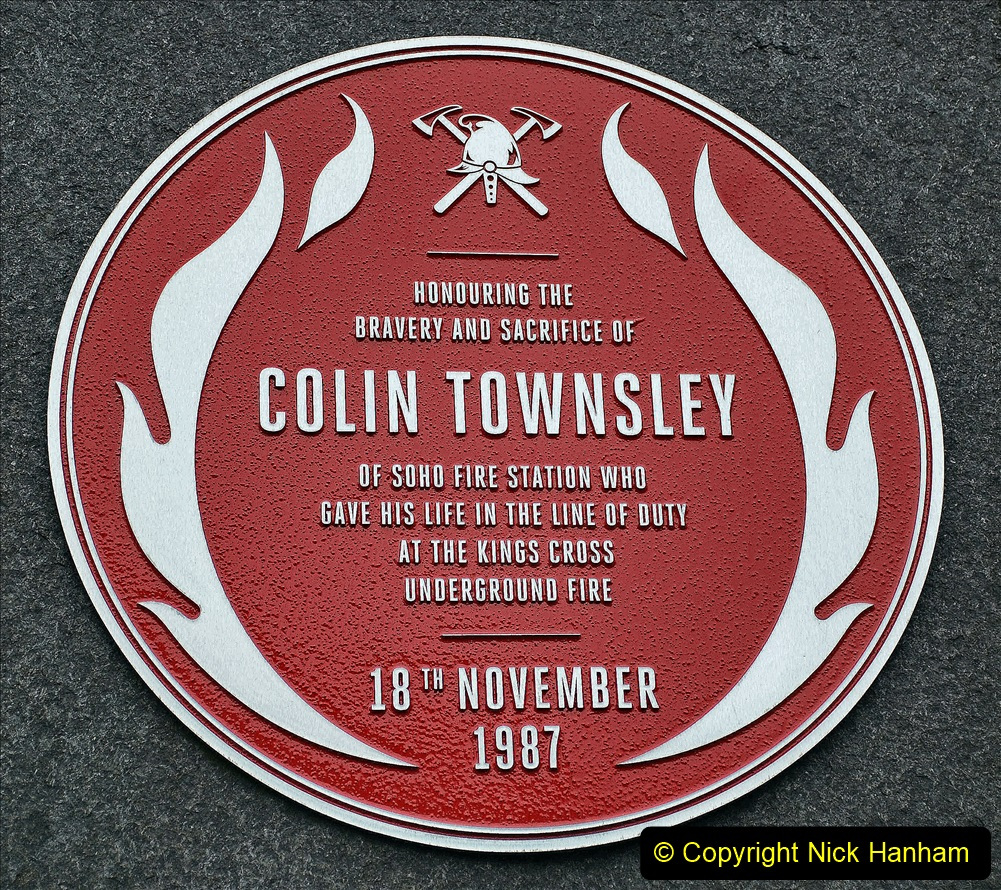 HONOURING THE
BRAVERY AND SACRIFICE OF
COLIN TOWNSLEY
OF SOHO FIRE STATION WHO
GAVE HIS LIFE IN THE LINE OF DUTY
AT THE KINGS CROSS
UNDERGROUND FIRE
18TH NOVEMBER
1987
© Copyright Nick Hanham